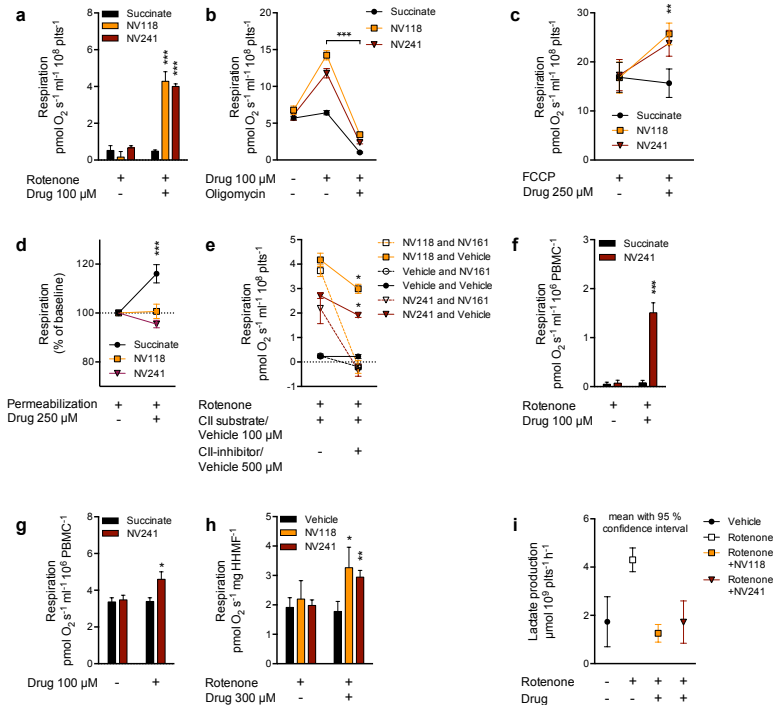 a
Succinate
NV118
NV241
Respiration
pmol O₂ s⁻¹ ml⁻¹ 10⁸ plts⁻¹
8
6
4
2
0
***
***
Rotenone + +
Drug 100 µM - +
b
Succinate
NV118
NV241
Respiration
pmol O₂ s⁻¹ ml⁻¹ 10⁸ plts⁻¹
20
15
10
5
0
***
Drug 100 µM - + +
Oligomycin - - +
c
Respiration
pmol O₂ s⁻¹ ml⁻¹ 10⁸ plts⁻¹
30
20
10
0
**
Succinate
NV118
NV241
FCCP + +
Drug 250 µM - +
d
Respiration
(% of baseline)
120
100
80
***
Succinate
NV118
NV241
Permeabilization + +
Drug 250 µM - +
e
Respiration
pmol O₂ s⁻¹ ml⁻¹ 10⁸ plts⁻¹
5
4
3
2
1
0
-1
*
*
NV118 and NV161
NV118 and Vehicle
Vehicle and NV161
Vehicle and Vehicle
NV241 and NV161
NV241 and Vehicle
Rotenone + +
CII substrate/
Vehicle 100 µM + +
CII-inhibitor/
Vehicle 500 µM - +
f
Succinate
NV241
Respiration
pmol O₂ s⁻¹ ml⁻¹ 10⁶ PBMC⁻¹
3
2
1
0
***
Rotenone + +
Drug 100 µM - +
g
Succinate
NV241
Respiration
pmol O₂ s⁻¹ ml⁻¹ 10⁶ PBMC⁻¹
8
6
4
2
0
*
Drug 100 µM - +
h
Vehicle
NV118
NV241
Respiration
pmol O₂ s⁻¹ mg HHMF⁻¹
5
4
3
2
1
0
*
**
Rotenone + +
Drug 300 µM - +
i
mean with 95 %
confidence interval
Lactate production
µmol 10⁹ plts⁻¹ h⁻¹
6
4
2
0
Vehicle
Rotenone
Rotenone
+NV118
Rotenone
+NV241
Rotenone - + + +
Drug - - + +